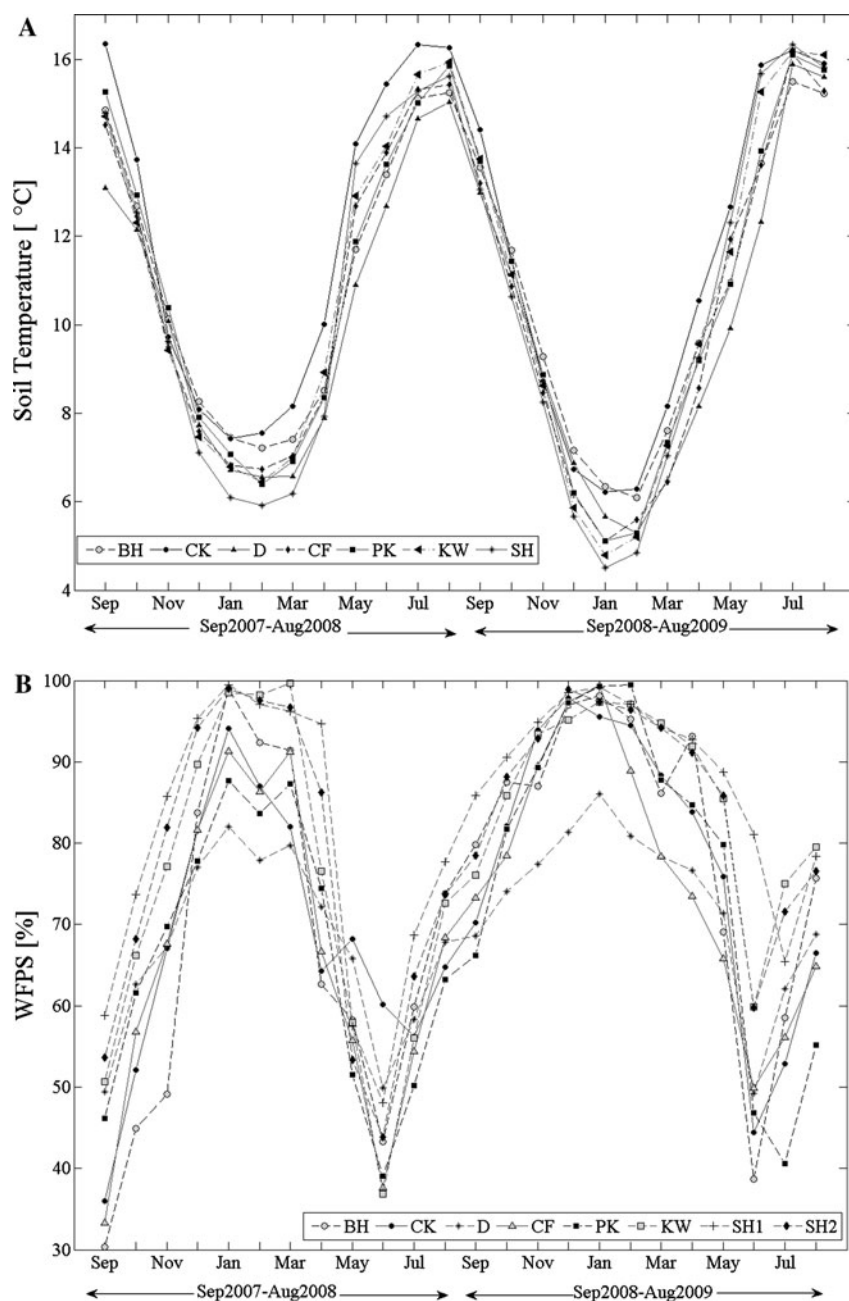 A
Soil Temperature [ °C]
16
14
12
10
8
6
4
BH CK D CF PK KW SH
Sep Nov Jan Mar May Jul Sep Nov Jan Mar May Jul
Sep2007-Aug2008 Sep2008-Aug2009
B
WFPS [%]
100
90
80
70
60
50
40
30
BH CK D CF PK KW SH1 SH2
Sep Nov Jan Mar May Jul Sep Nov Jan Mar May Jul
Sep2007-Aug2008 Sep2008-Aug2009